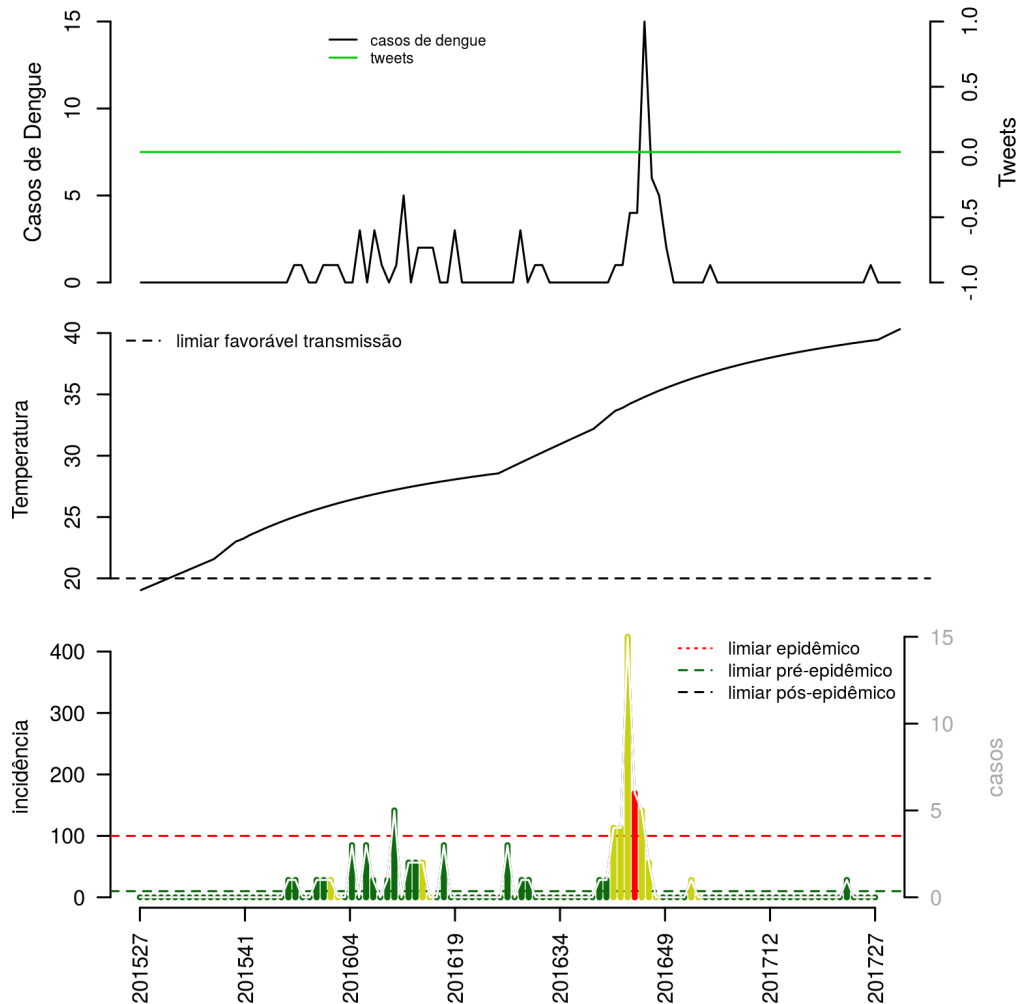 casos de dengue
tweets
Casos de Dengue
15
10
5
0
1.0
0.5
0.0
-0.5
-1.0
Tweets
limiar favorável transmissão
Temperatura
40
35
30
25
20
limiar epidêmico
limiar pré-epidêmico
limiar pós-epidêmico
incidência
400
300
200
100
0
15
10
5
0
casos
201527
201541
201604
201619
201634
201649
201712
201727